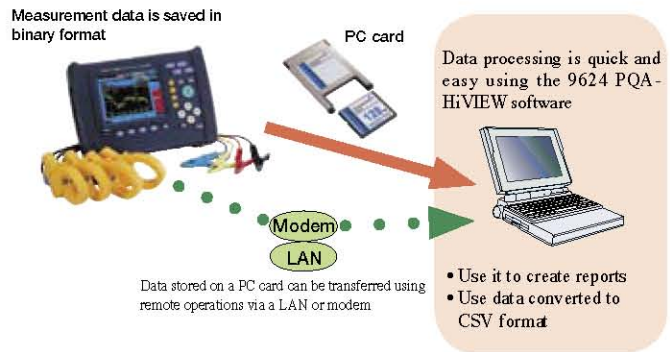 Measurement data is saved in
binary format
PC card
Data processing is quick and
easy using the 9624 PQA-
HiVIEW software
Modem
LAN
Data stored on a PC card can be transferred using
remote operations via a LAN or modem
• Use it to create reports
• Use data converted to
CSV format